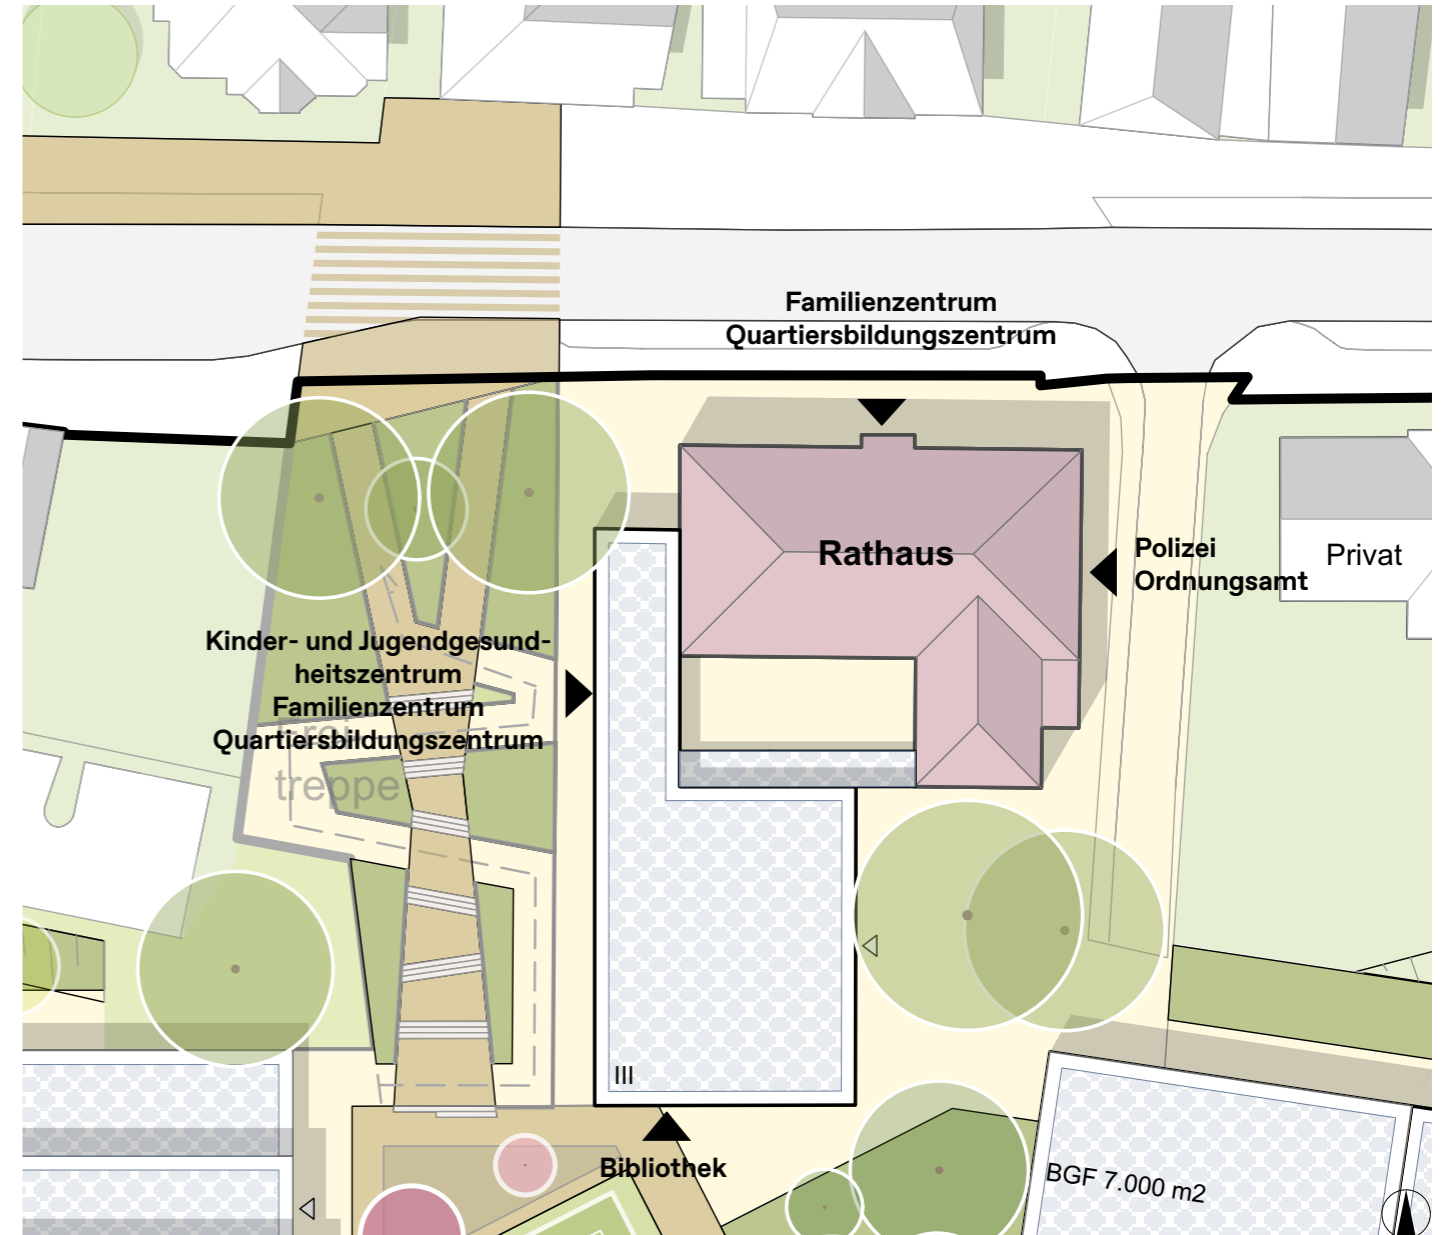 Familienzentrum
Quartiersbildungszentrum
Rathaus
Polizei
Ordnungsamt
Privat
Kinder- und Jugendgesund-
heitszentrum
Familienzentrum
Quartiersbildungszentrum
Frei-
treppe
III
Bibliothek
BGF 7.000 m2